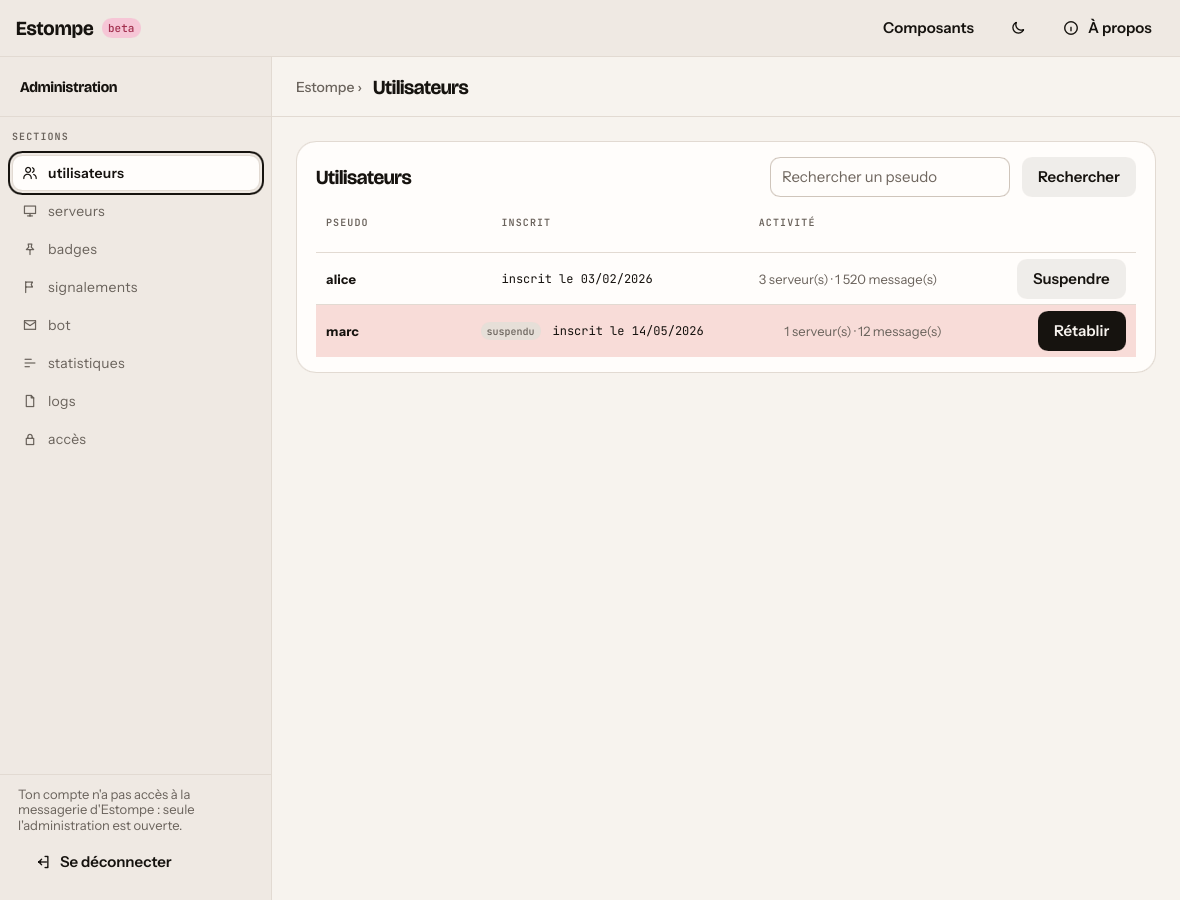 Estompe beta
Composants
À propos
Administration
Estompe › Utilisateurs
SECTIONS
utilisateurs
serveurs
badges
signalements
bot
statistiques
logs
accès
Ton compte n'a pas accès à la
messagerie d'Estompe : seule
l'administration est ouverte.
Se déconnecter
Utilisateurs
Rechercher un pseudo
Rechercher
PSEUDO INSCRIT ACTIVITÉ
alice inscrit le 03/02/2026 3 serveur(s) · 1 520 message(s) Suspendre
marc suspendu inscrit le 14/05/2026 1 serveur(s) · 12 message(s) Rétablir